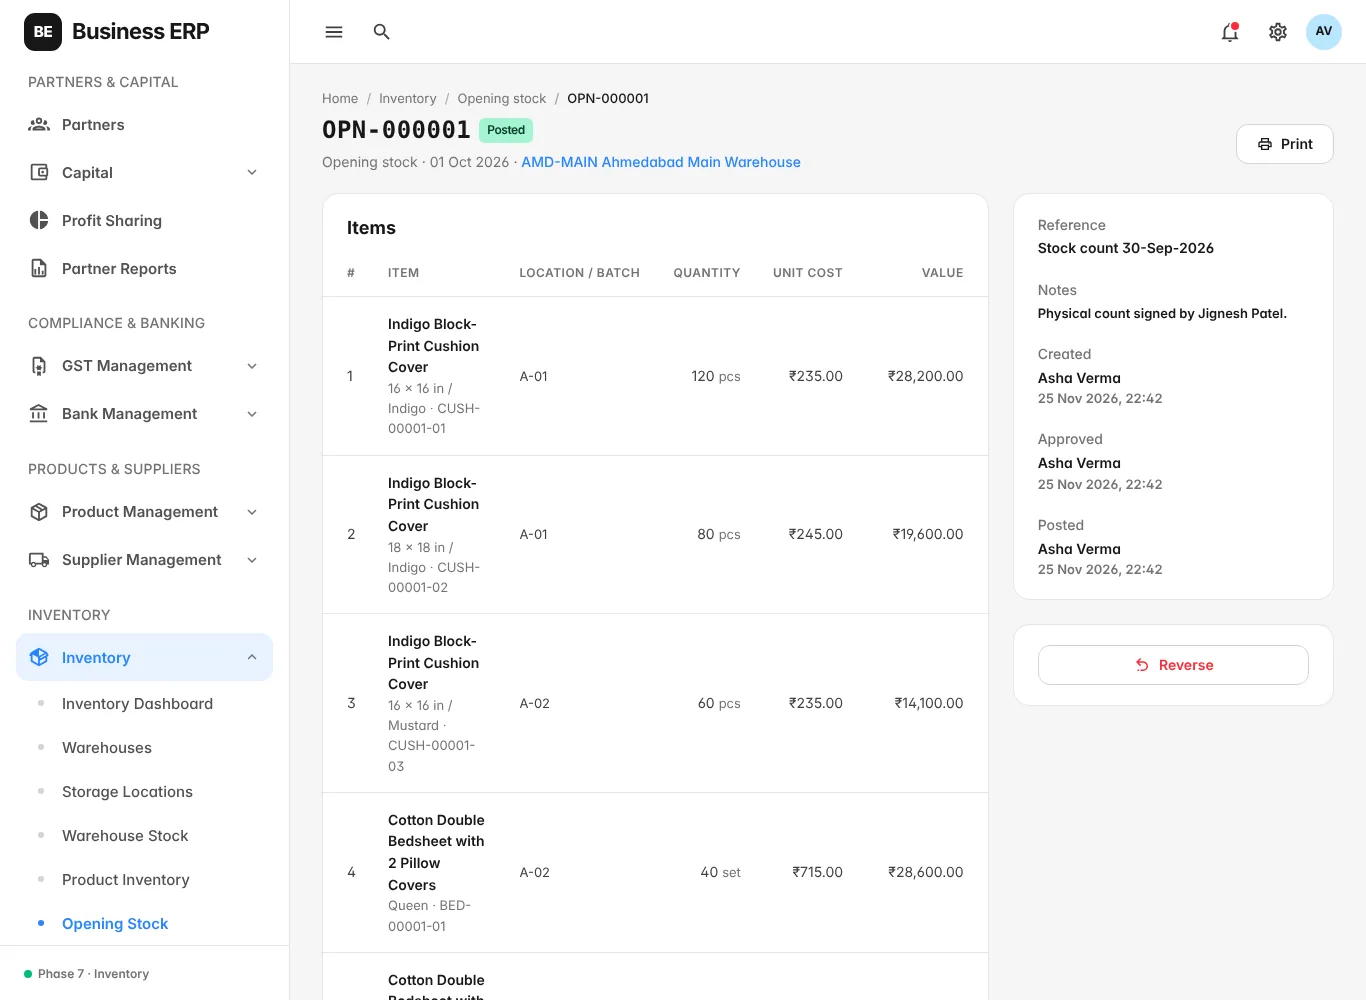 BE Business ERP
PARTNERS & CAPITAL
Partners
Capital
Profit Sharing
Partner Reports
COMPLIANCE & BANKING
GST Management
Bank Management
PRODUCTS & SUPPLIERS
Product Management
Supplier Management
INVENTORY
Inventory
Inventory Dashboard
Warehouses
Storage Locations
Warehouse Stock
Product Inventory
Opening Stock
Phase 7 · Inventory
AV
Home / Inventory / Opening stock / OPN-000001
OPN-000001 Posted
Opening stock · 01 Oct 2026 · AMD-MAIN Ahmedabad Main Warehouse
Print
Items
# ITEM LOCATION / BATCH QUANTITY UNIT COST VALUE
Indigo Block-
Print Cushion
Cover
16 × 16 in /
Indigo · CUSH-
00001-01
1 A-01 120 pcs ₹235.00 ₹28,200.00
Indigo Block-
Print Cushion
Cover
18 × 18 in /
Indigo · CUSH-
00001-02
2 A-01 80 pcs ₹245.00 ₹19,600.00
Indigo Block-
Print Cushion
Cover
16 × 16 in /
Mustard ·
CUSH-00001-
03
3 A-02 60 pcs ₹235.00 ₹14,100.00
Cotton Double
Bedsheet with
2 Pillow
Covers
Queen · BED-
00001-01
4 A-02 40 set ₹715.00 ₹28,600.00
Cotton Double
Bedsheet with
Reference
Stock count 30-Sep-2026
Notes
Physical count signed by Jignesh Patel.
Created
Asha Verma
25 Nov 2026, 22:42
Approved
Asha Verma
25 Nov 2026, 22:42
Posted
Asha Verma
25 Nov 2026, 22:42
Reverse